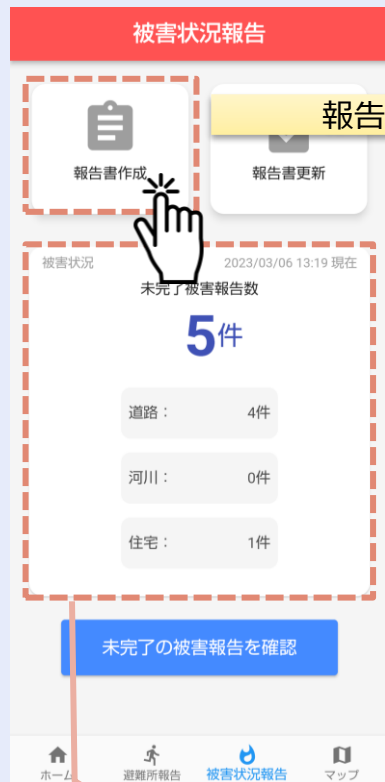 被害状況報告
報告
報告書作成
報告書更新
被害状況 2023/03/06 13:19 現在
未完了被害報告数
5件
道路： 4件
河川： 0件
住宅： 1件
未完了の被害報告を確認
ホーム 避難所報告 被害状況報告 マップ